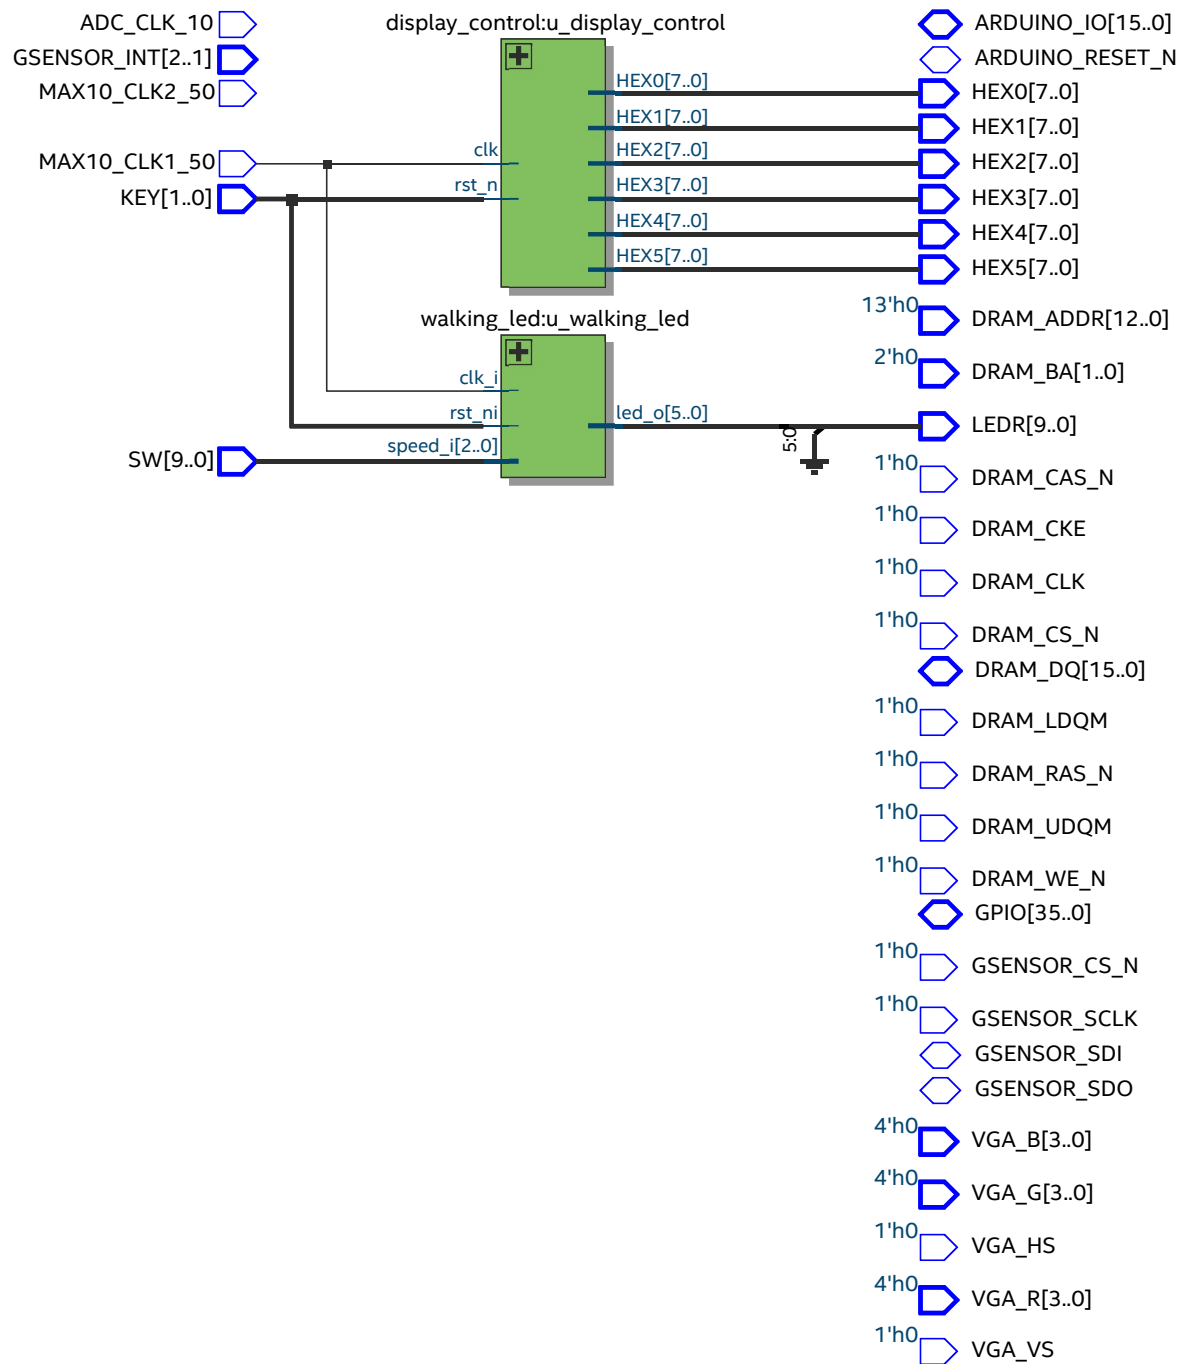 ADC_CLK_10
GSENSOR_INT[2..1]
MAX10_CLK2_50
MAX10_CLK1_50
KEY[1..0]
SW[9..0]
display_control:u_display_control
clk
rst_n
HEX0[7..0]
HEX1[7..0]
HEX2[7..0]
HEX3[7..0]
HEX4[7..0]
HEX5[7..0]
walking_led:u_walking_led
clk_i
rst_ni
speed_i[2..0]
led_o[5..0]
5:0
ARDUINO_IO[15..0]
ARDUINO_RESET_N
HEX0[7..0]
HEX1[7..0]
HEX2[7..0]
HEX3[7..0]
HEX4[7..0]
HEX5[7..0]
13'h0 DRAM_ADDR[12..0]
2'h0 DRAM_BA[1..0]
LEDR[9..0]
1'h0 DRAM_CAS_N
1'h0 DRAM_CKE
1'h0 DRAM_CLK
1'h0 DRAM_CS_N
DRAM_DQ[15..0]
1'h0 DRAM_LDQM
1'h0 DRAM_RAS_N
1'h0 DRAM_UDQM
1'h0 DRAM_WE_N
GPIO[35..0]
1'h0 GSENSOR_CS_N
1'h0 GSENSOR_SCLK
GSENSOR_SDI
GSENSOR_SDO
4'h0 VGA_B[3..0]
4'h0 VGA_G[3..0]
1'h0 VGA_HS
4'h0 VGA_R[3..0]
1'h0 VGA_VS